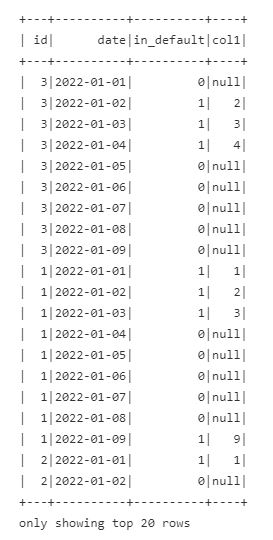 +---+----------+----------+----+
| id|      date|in_default|col1|
+---+----------+----------+----+
|  3|2022-01-01|         0|null|
|  3|2022-01-02|         1|   2|
|  3|2022-01-03|         1|   3|
|  3|2022-01-04|         1|   4|
|  3|2022-01-05|         0|null|
|  3|2022-01-06|         0|null|
|  3|2022-01-07|         0|null|
|  3|2022-01-08|         0|null|
|  3|2022-01-09|         0|null|
|  1|2022-01-01|         1|   1|
|  1|2022-01-02|         1|   2|
|  1|2022-01-03|         1|   3|
|  1|2022-01-04|         0|null|
|  1|2022-01-05|         0|null|
|  1|2022-01-06|         0|null|
|  1|2022-01-07|         0|null|
|  1|2022-01-08|         0|null|
|  1|2022-01-09|         1|   9|
|  2|2022-01-01|         1|   1|
|  2|2022-01-02|         0|null|
+---+----------+----------+----+
only showing top 20 rows